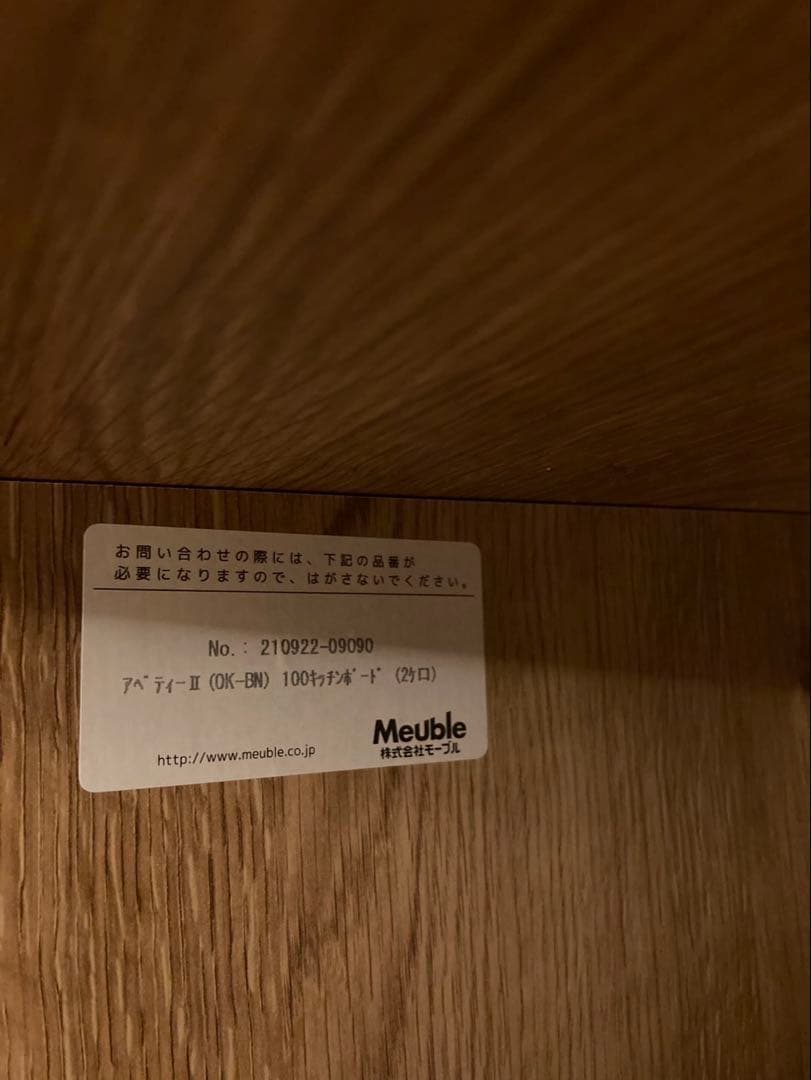 お問い合わせの際には、下記の品番が
必要になりますので、はがさないでください。
No.: 210922-09090
ｱﾍﾞﾃｨｰⅡ(OK-BN) 100ｷｯﾁﾝﾎﾞｰﾄﾞ(2ｹ口)
Meuble
株式会社モーブル
http://www.meuble.co.jp